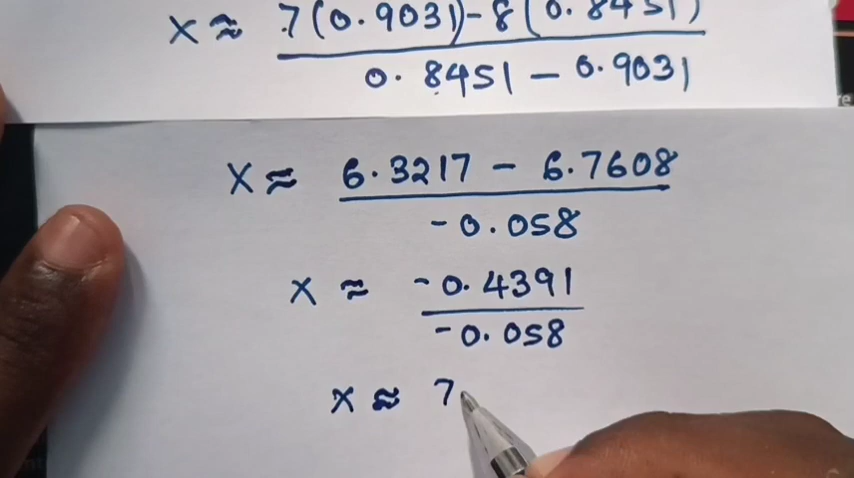 x ≈ 7(0.9031)-8(0.8451) / 0.8451 - 0.9031
x ≈ 6.3217 - 6.7608 / -0.058
x ≈ -0.4391 / -0.058
x ≈ 7.